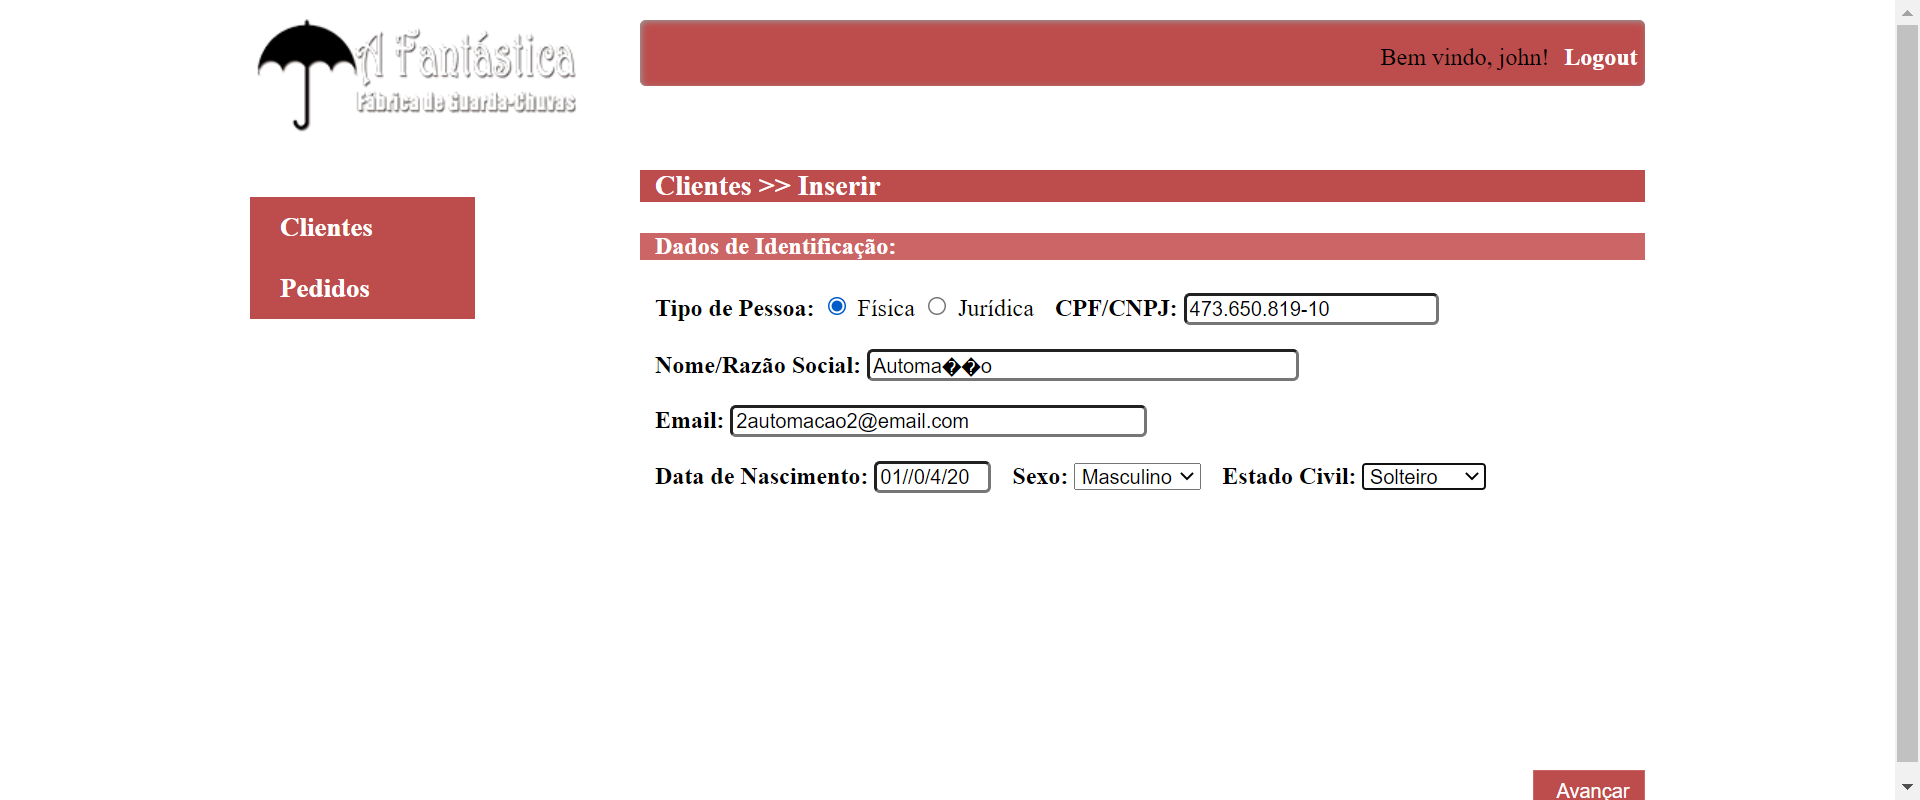 A Fantástica
Fábrica de Guarda-Chuvas
Bem vindo, john! Logout
Clientes >> Inserir
Clientes
Pedidos
Dados de Identificação:
Tipo de Pessoa: Física Jurídica CPF/CNPJ: 473.650.819-10
Nome/Razão Social: Automa��o
Email: 2automacao2@email.com
Data de Nascimento: 01//0/4/20 Sexo: Masculino Estado Civil: Solteiro
Avançar